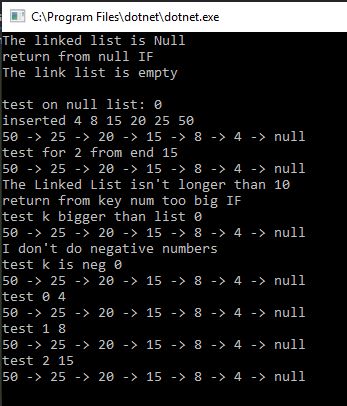 C:\Program Files\dotnet\dotnet.exe
The linked list is Null
return from null IF
The link list is empty
test on null list: 0
inserted 4 8 15 20 25 50
50 -> 25 -> 20 -> 15 -> 8 -> 4 -> null
test for 2 from end 15
50 -> 25 -> 20 -> 15 -> 8 -> 4 -> null
The Linked List isn't longer than 10
return from key num too big IF
test k bigger than list 0
50 -> 25 -> 20 -> 15 -> 8 -> 4 -> null
I don't do negative numbers
test k is neg 0
50 -> 25 -> 20 -> 15 -> 8 -> 4 -> null
test 0 4
50 -> 25 -> 20 -> 15 -> 8 -> 4 -> null
test 1 8
50 -> 25 -> 20 -> 15 -> 8 -> 4 -> null
test 2 15
50 -> 25 -> 20 -> 15 -> 8 -> 4 -> null